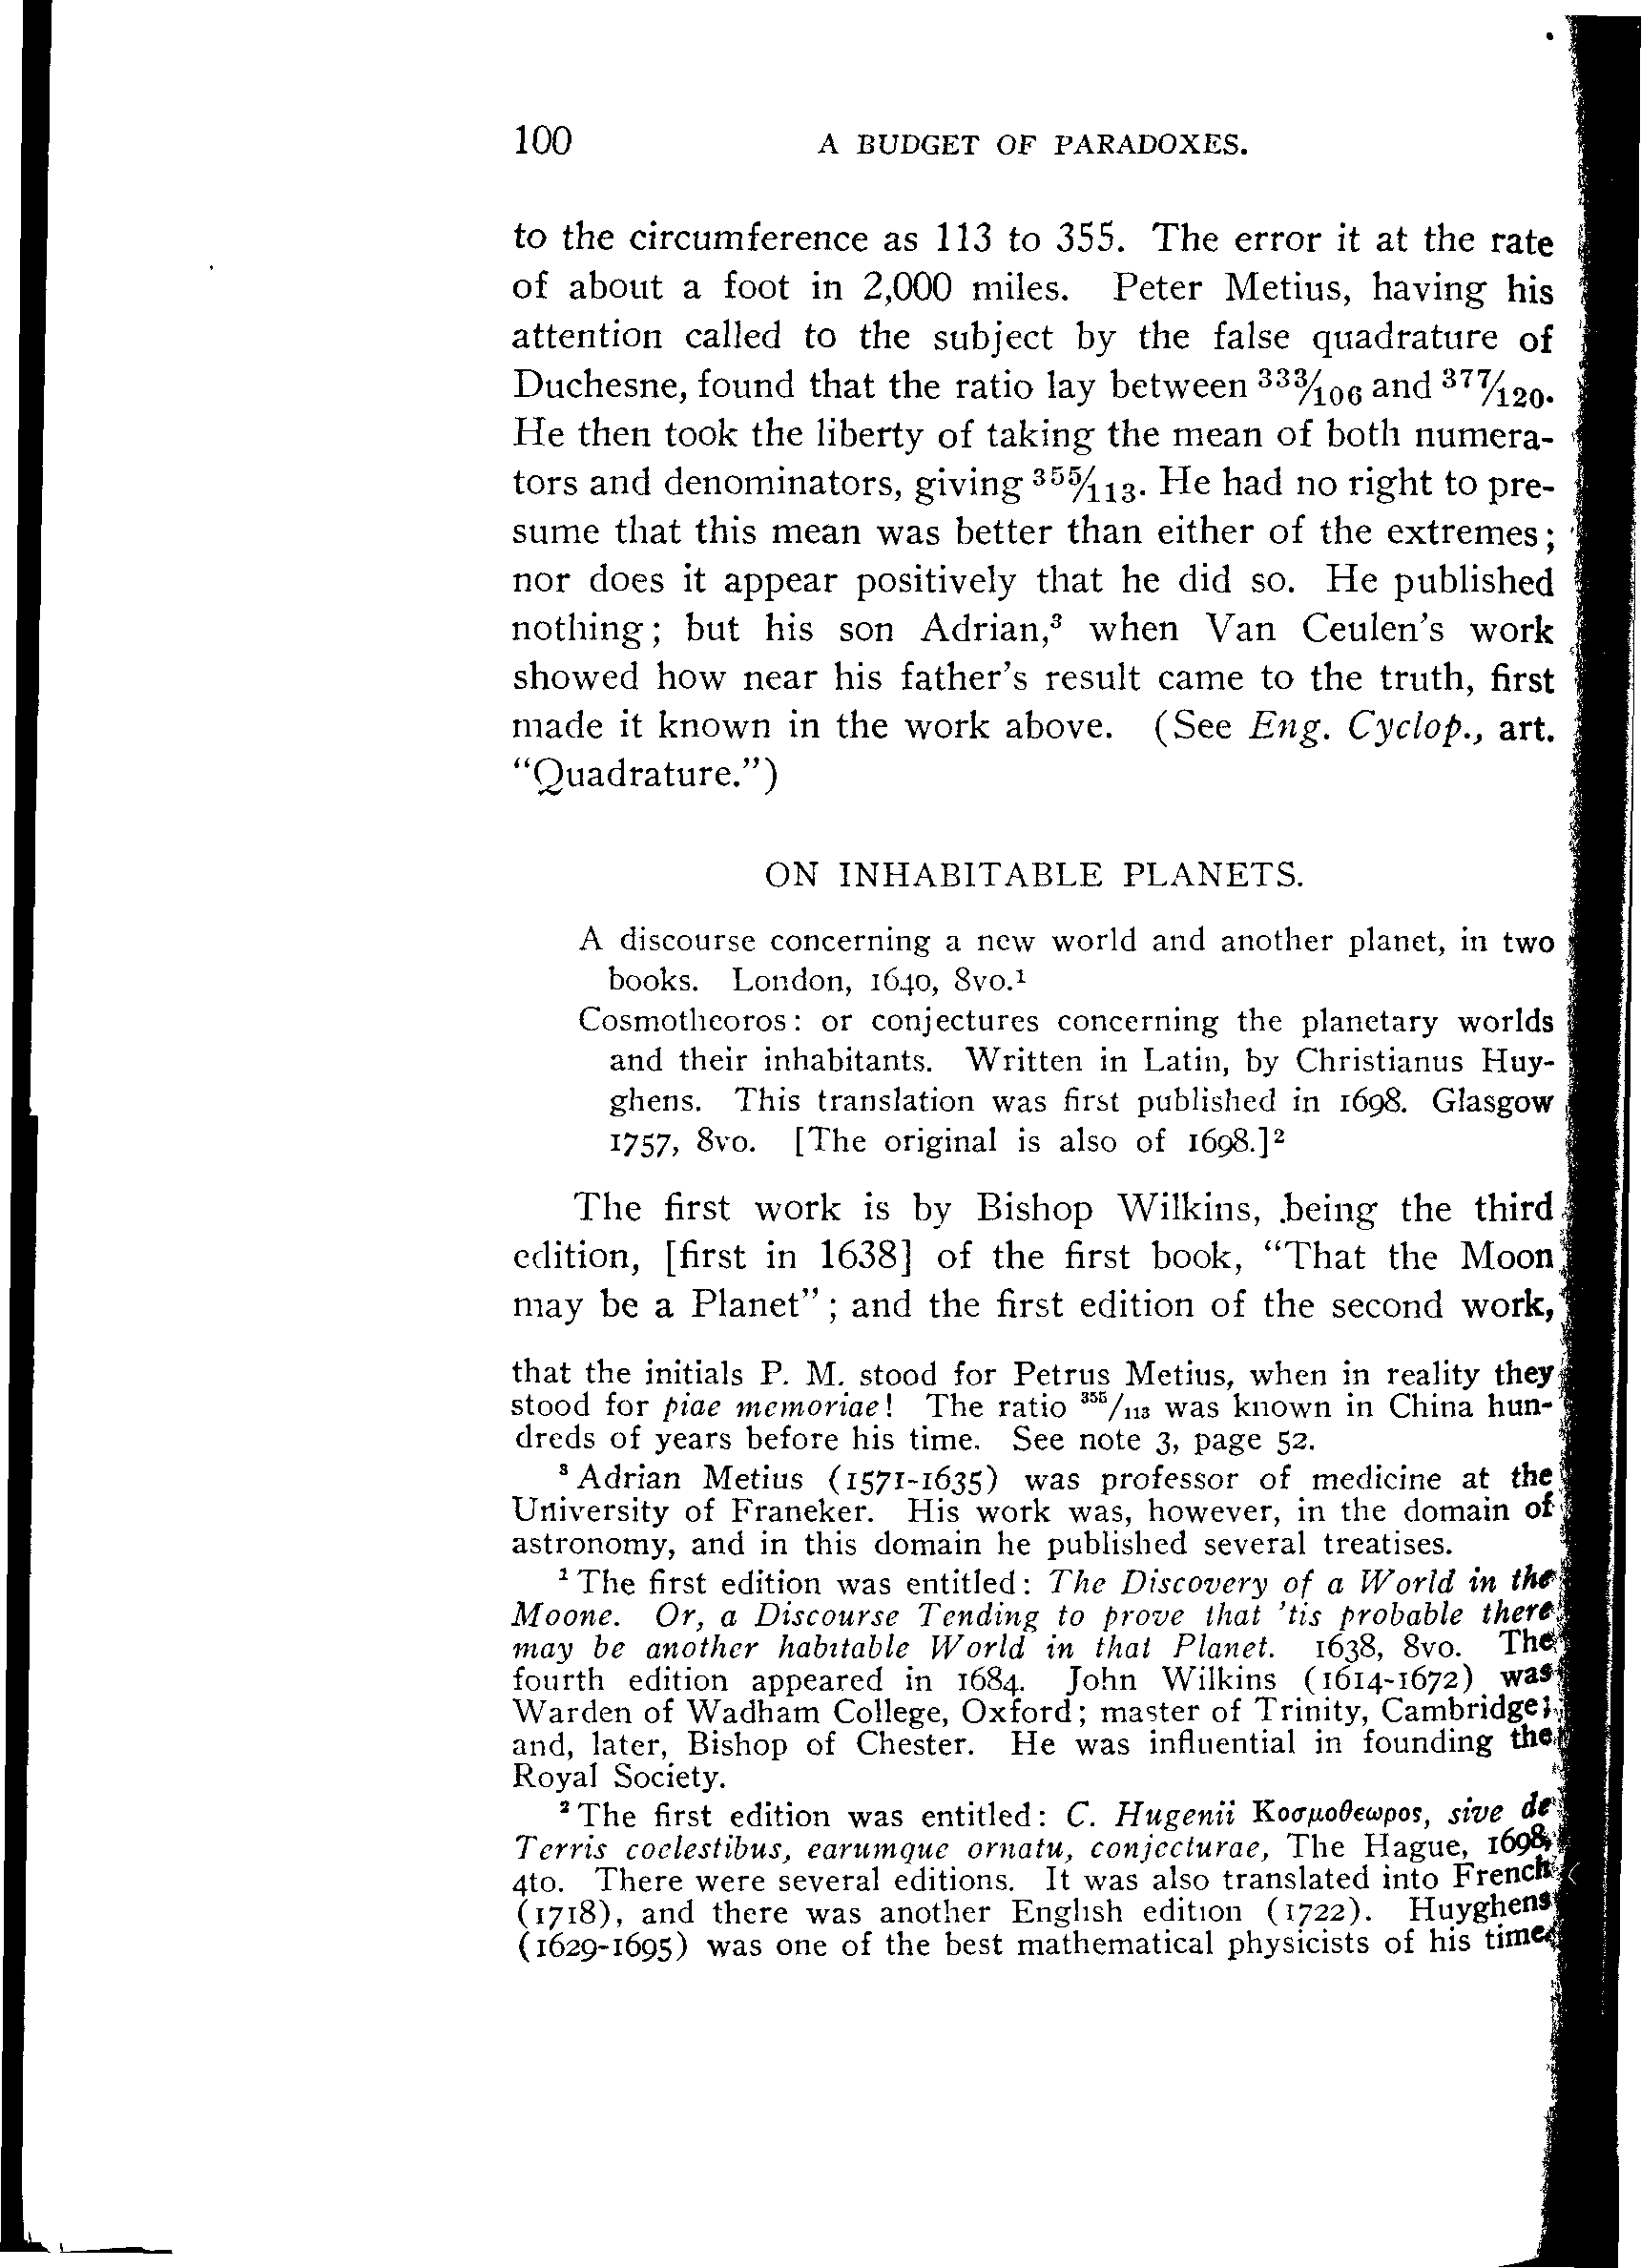 100 A BUDGET OF PARADOXES.
to the circumference as 113 to 355. The error it at the rate
of about a foot in 2,000 miles. Peter Metius, having his
attention called to the subject by the false quadrature of
Duchesne, found that the ratio lay between 333/106 and 377/120.
He then took the liberty of taking the mean of both numera-
tors and denominators, giving 355/113. He had no right to pre-
sume that this mean was better than either of the extremes;
nor does it appear positively that he did so. He published
nothing; but his son Adrian,³ when Van Ceulen's work
showed how near his father's result came to the truth, first
made it known in the work above. (See Eng. Cyclop., art.
"Quadrature.")
ON INHABITABLE PLANETS.
A discourse concerning a new world and another planet, in two
books. London, 1640, 8vo.¹
Cosmotheoros: or conjectures concerning the planetary worlds
and their inhabitants. Written in Latin, by Christianus Huy-
ghens. This translation was first published in 1698. Glasgow
1757, 8vo. [The original is also of 1698.]²
The first work is by Bishop Wilkins, being the third
edition, [first in 1638] of the first book, "That the Moon
may be a Planet"; and the first edition of the second work,
that the initials P. M. stood for Petrus Metius, when in reality they
stood for piae memoriae! The ratio 355/113 was known in China hun-
dreds of years before his time. See note 3, page 52.
³ Adrian Metius (1571-1635) was professor of medicine at the
University of Franeker. His work was, however, in the domain of
astronomy, and in this domain he published several treatises.
¹ The first edition was entitled: The Discovery of a World in the
Moone. Or, a Discourse Tending to prove that 'tis probable there
may be another habitable World in that Planet. 1638, 8vo. The
fourth edition appeared in 1684. John Wilkins (1614-1672) was
Warden of Wadham College, Oxford; master of Trinity, Cambridge;
and, later, Bishop of Chester. He was influential in founding the
Royal Society.
² The first edition was entitled: C. Hugenii Κοσμοθεωρος, sive de
Terris coelestibus, earumque ornatu, conjecturae, The Hague, 1698,
4to. There were several editions. It was also translated into French
(1718), and there was another English edition (1722). Huyghens
(1629-1695) was one of the best mathematical physicists of his time.